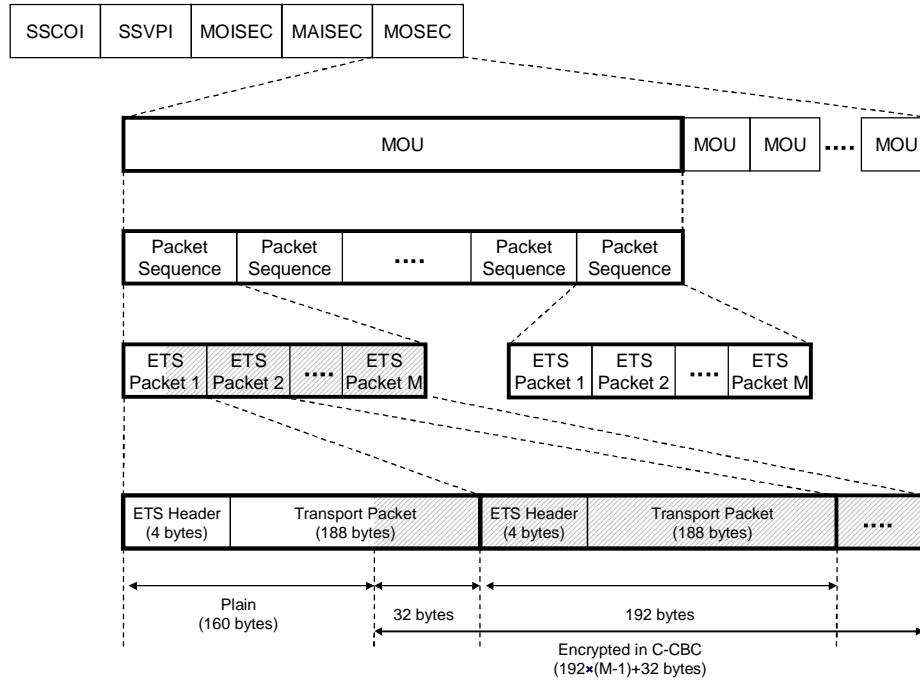 SSCOI SSVPI MOISEC MAISEC MOSEC
MOU MOU MOU .... MOU
Packet Sequence Packet Sequence .... Packet Sequence Packet Sequence
ETS Packet 1 ETS Packet 2 .... ETS Packet M ETS Packet 1 ETS Packet 2 .... ETS Packet M
ETS Header (4 bytes) Transport Packet (188 bytes) ETS Header (4 bytes) Transport Packet (188 bytes) ....
Plain (160 bytes) 32 bytes 192 bytes
Encrypted in C-CBC
(192×(M-1)+32 bytes)